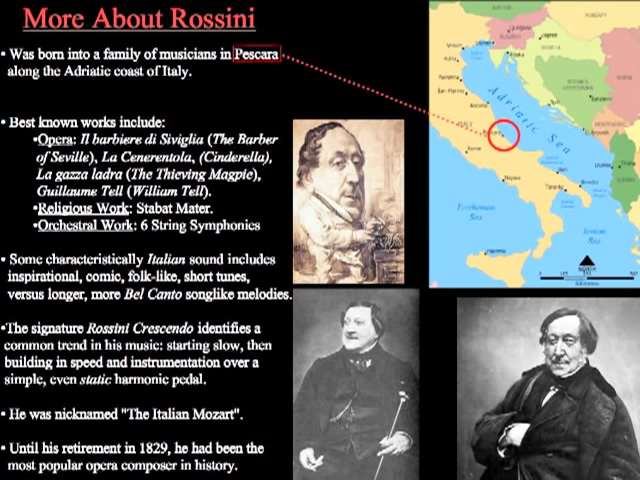 More About Rossini
• Was born into a family of musicians in Pescara
along the Adriatic coast of Italy.
• Best known works include:
•Opera: Il barbiere di Siviglia (The Barber
of Seville), La Cenerentola, (Cinderella),
La gazza ladra (The Thieving Magpie),
Guillaume Tell (William Tell).
•Religious Work: Stabat Mater.
•Orchestral Work: 6 String Symphonics
• Some characteristically Italian sound includes
inspirational, comic, folk-like, short tunes,
versus longer, more Bel Canto songlike melodies.
•The signature Rossini Crescendo identifies a
common trend in his music: starting slow, then
building in speed and instrumentation over a
simple, even static harmonic pedal.
• He was nicknamed "The Italian Mozart".
• Until his retirement in 1829, he had been the
most popular opera composer in history.
Adriatic Sea
Tyrrhenian
Sea
Ionian
Sea
NORTH